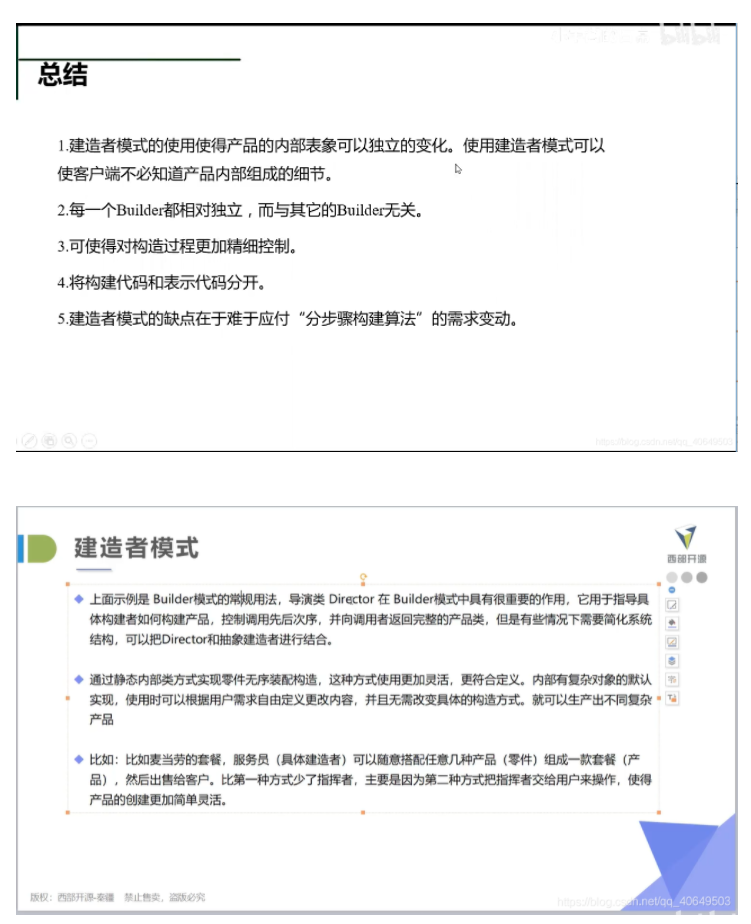 总结
1.建造者模式的使用使得产品的内部表象可以独立的变化。使用建造者模式可以
使客户端不必知道产品内部组成的细节。
2.每一个Builder都相对独立，而与其它的Builder无关。
3.可使得对构造过程更加精细控制。
4.将构建代码和表示代码分开。
5.建造者模式的缺点在于难于应付“分步骤构建算法”的需求变动。
https://blog.csdn.net/qq_40649503
建造者模式
西部开源
上面示例是 Builder模式的常规用法，导演类 Director 在 Builder模式中具有很重要的作用，它用于指导具
体构建者如何构建产品，控制调用先后次序，并向调用者返回完整的产品类，但是有些情况下需要简化系统
结构，可以把Director和抽象建造者进行结合。
通过静态内部类方式实现零件无序装配构造，这种方式使用更加灵活，更符合定义。内部有复杂对象的默认
实现，使用时可以根据用户需求自由定义更改内容，并且无需改变具体的构造方式。就可以生产出不同复杂
产品
比如：比如麦当劳的套餐，服务员（具体建造者）可以随意搭配任意几种产品（零件）组成一款套餐（产
品），然后出售给客户。比第一种方式少了指挥者，主要是因为第二种方式把指挥者交给用户来操作，使得
产品的创建更加简单灵活。
版权：西部开源-秦疆 禁止售卖，盗版必究
https://blog.csdn.net/qq_40649503